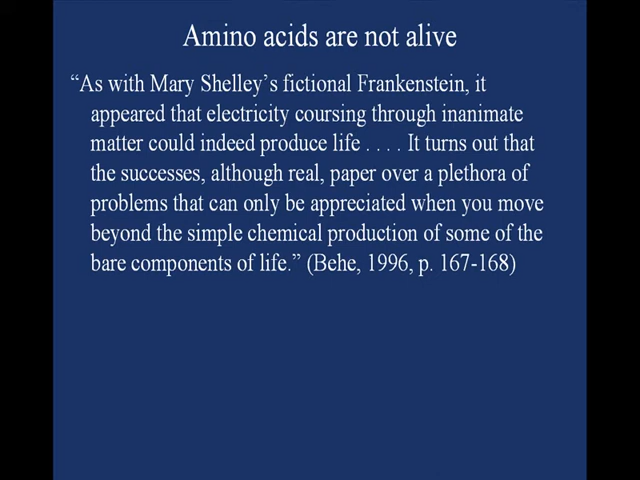 Amino acids are not alive
“As with Mary Shelley’s fictional Frankenstein, it
appeared that electricity coursing through inanimate
matter could indeed produce life . . . . It turns out that
the successes, although real, paper over a plethora of
problems that can only be appreciated when you move
beyond the simple chemical production of some of the
bare components of life.” (Behe, 1996, p. 167-168)